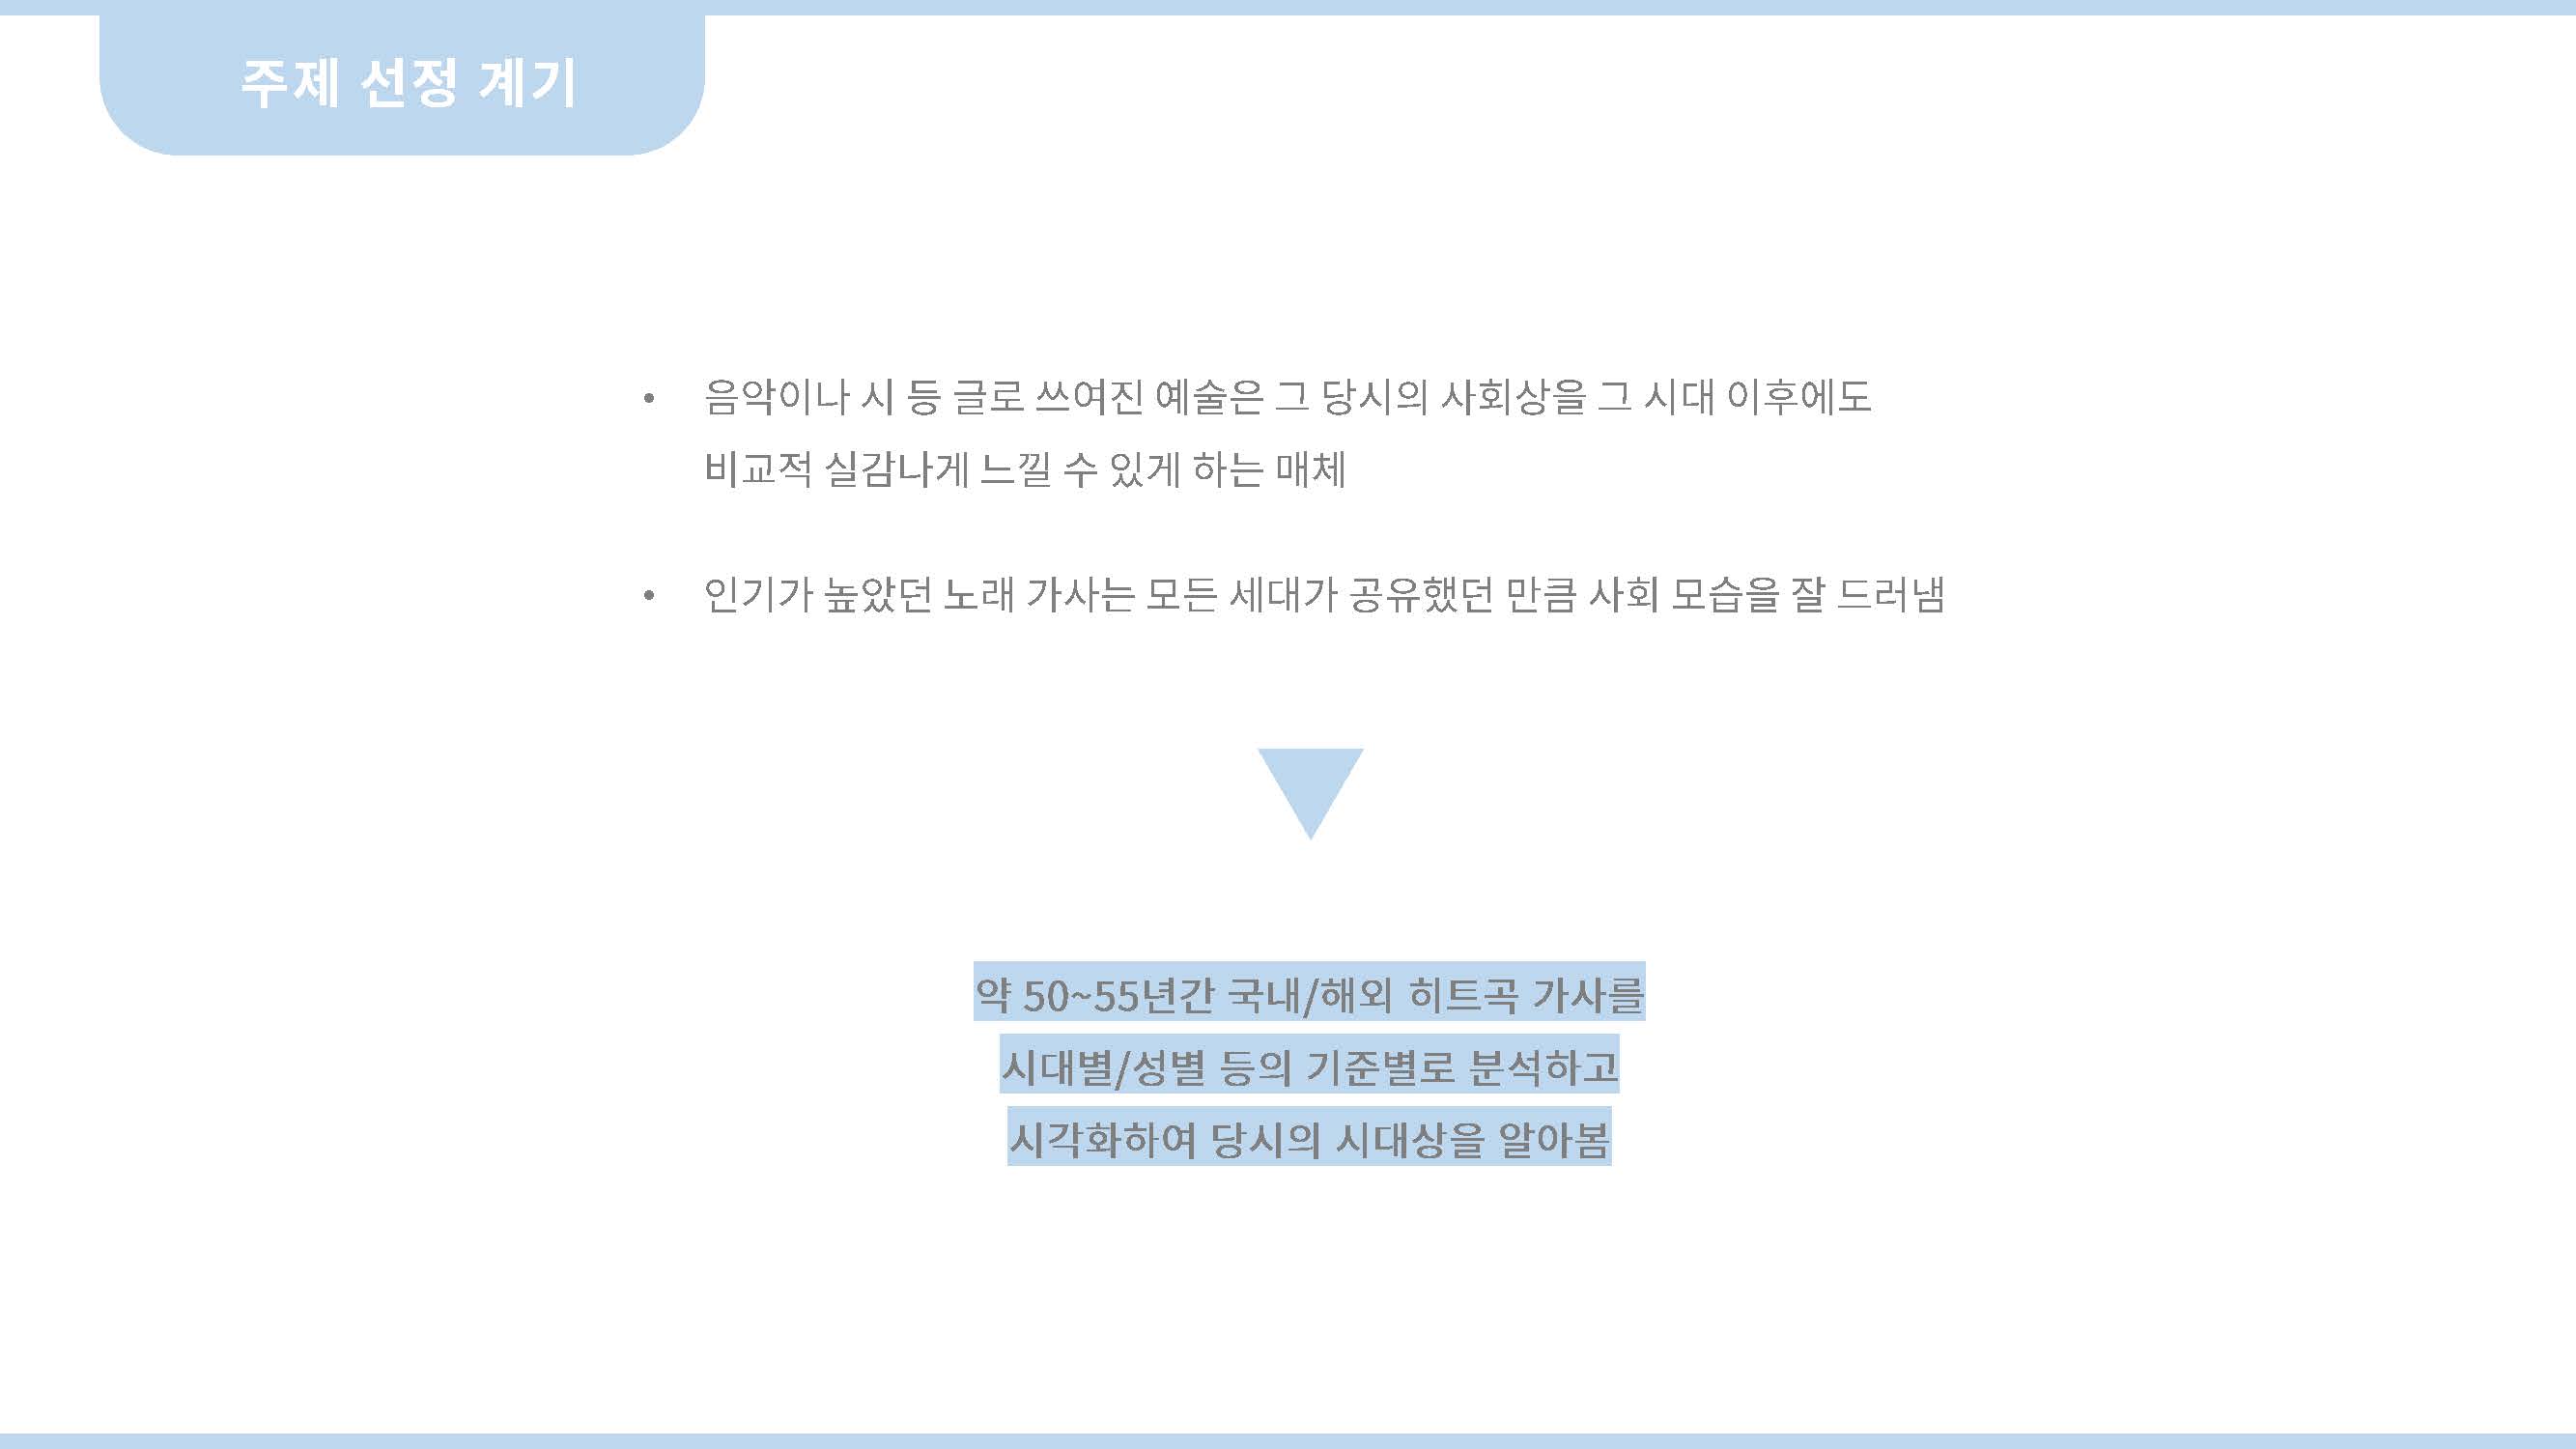 주제 선정 계기
• 음악이나 시 등 글로 쓰여진 예술은 그 당시의 사회상을 그 시대 이후에도
비교적 실감나게 느낄 수 있게 하는 매체
• 인기가 높았던 노래 가사는 모든 세대가 공유했던 만큼 사회 모습을 잘 드러냄
약 50~55년간 국내/해외 히트곡 가사를
시대별/성별 등의 기준별로 분석하고
시각화하여 당시의 시대상을 알아봄